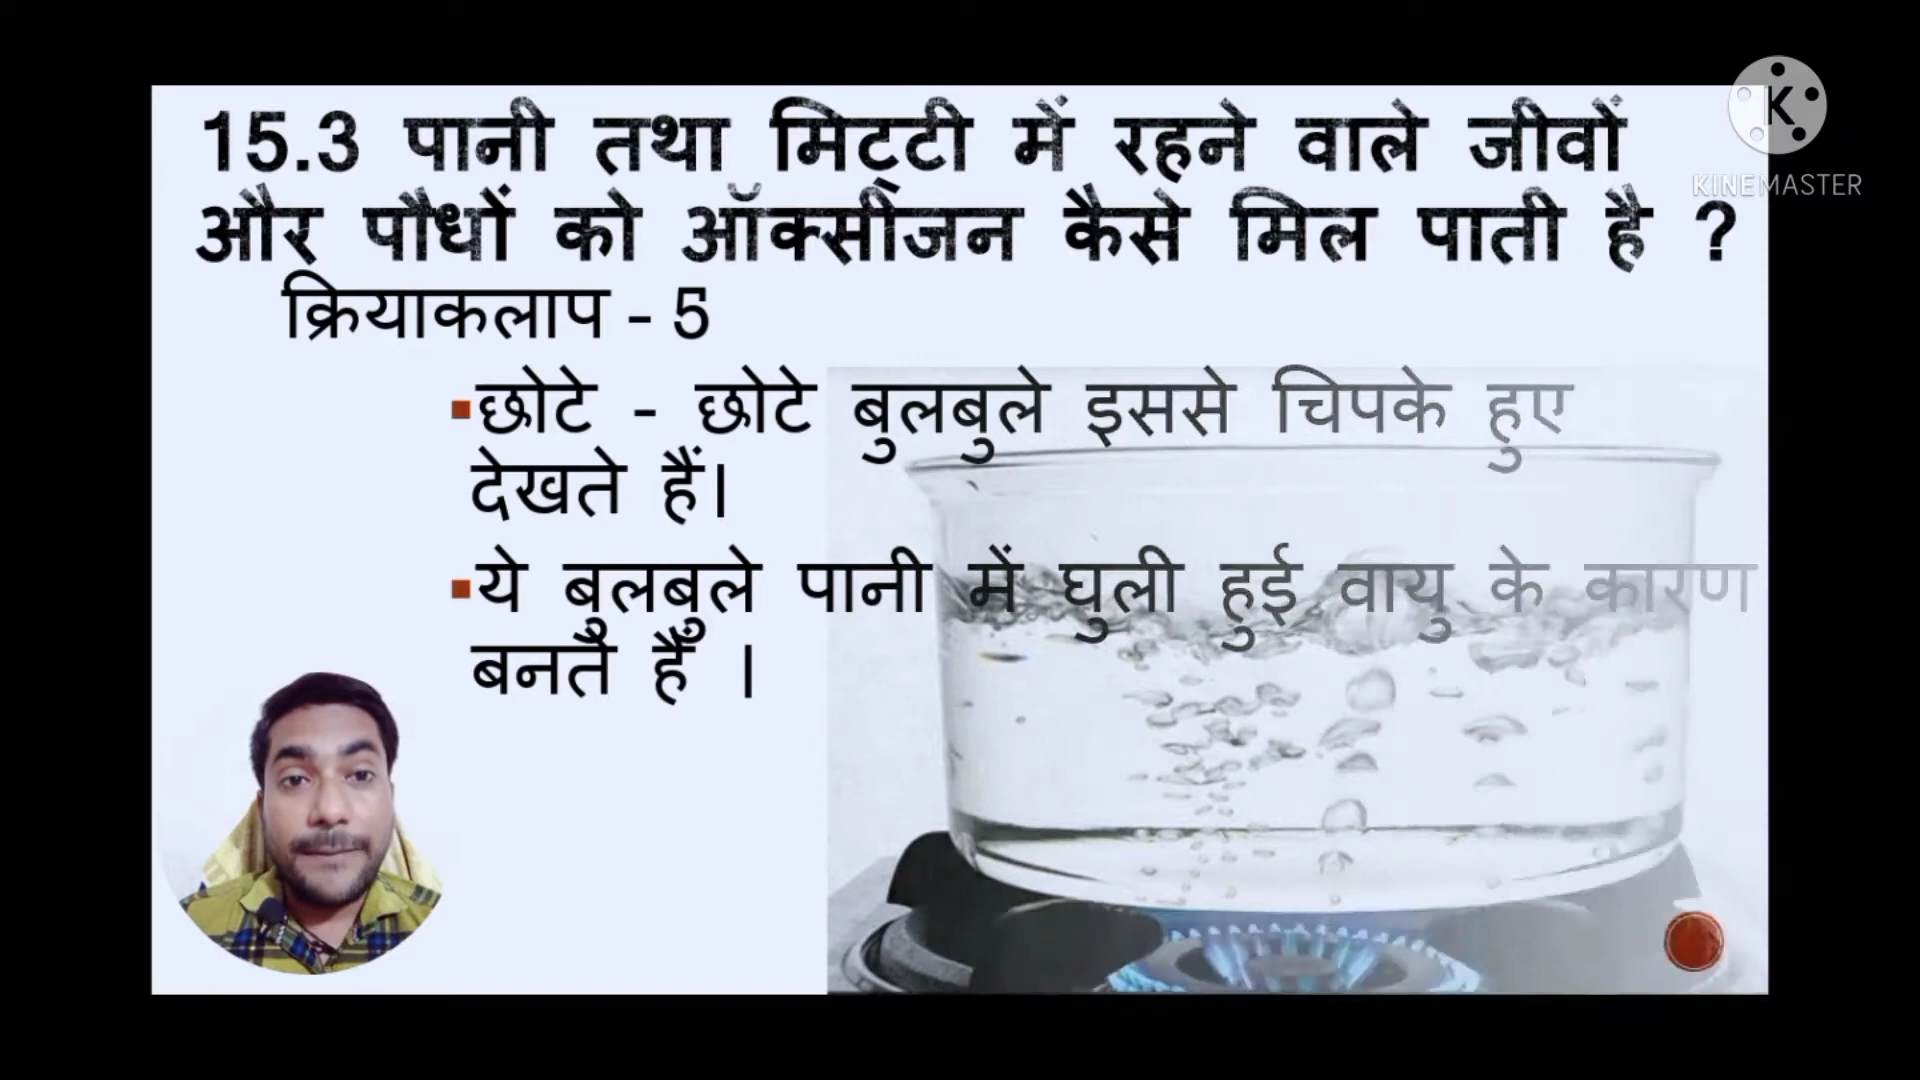 15.3 पानी तथा मिट्टी में रहने वाले जीवों
और पौधों को ऑक्सीजन कैसे मिल पाती है ?
क्रियाकलाप - 5
▪छोटे - छोटे बुलबुले इससे चिपके हुए
देखते हैं।
▪ये बुलबुले पानी में घुली हुई वायु के कारण
बनते हैं ।
K
KINEMASTER